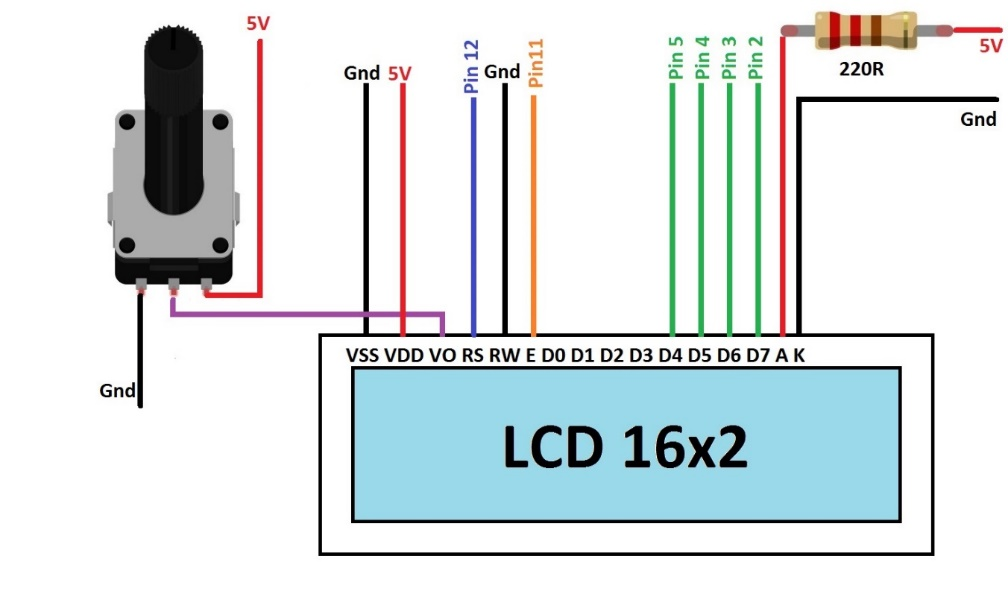 5V
Gnd 5V
Pin 12
Gnd
Pin11
Pin 5
Pin 4
Pin 3
Pin 2
5V
220R
Gnd
Gnd
VSS VDD VO RS RW E D0 D1 D2 D3 D4 D5 D6 D7 A K
LCD 16x2